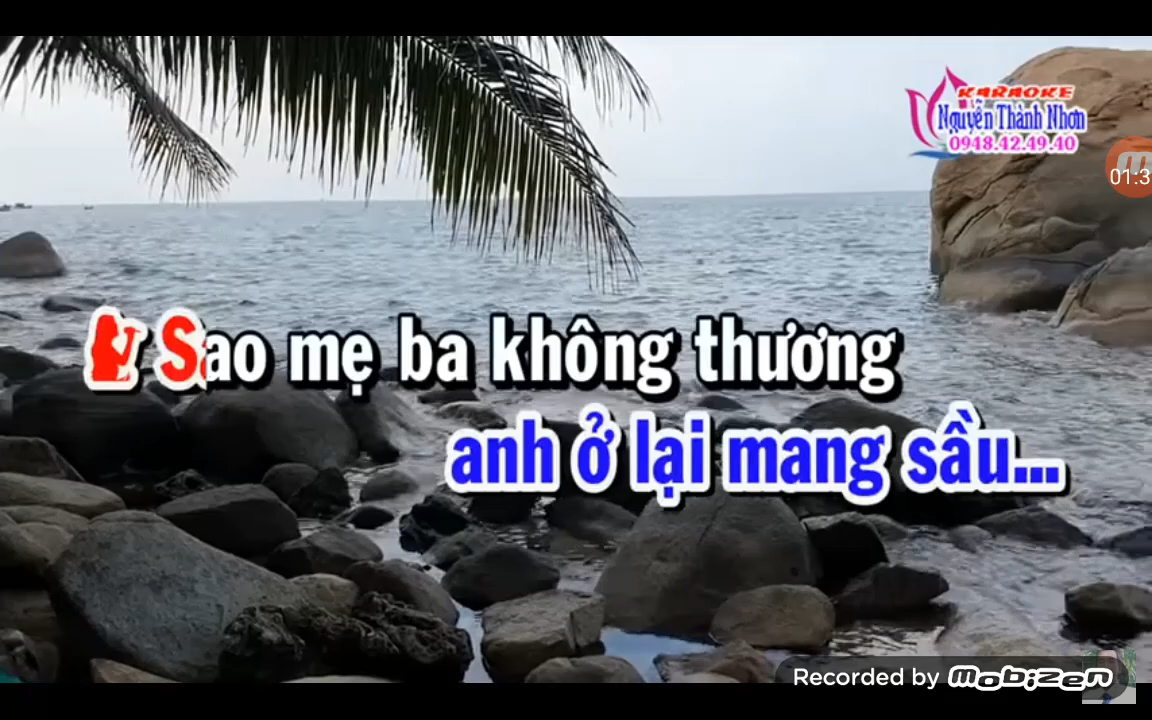 KARAOKE
Nguyễn Thành Nhơn
0948.42.49.40
01:3
Sao mẹ ba không thương
anh ở lại mang sầu...
Recorded by mobizen